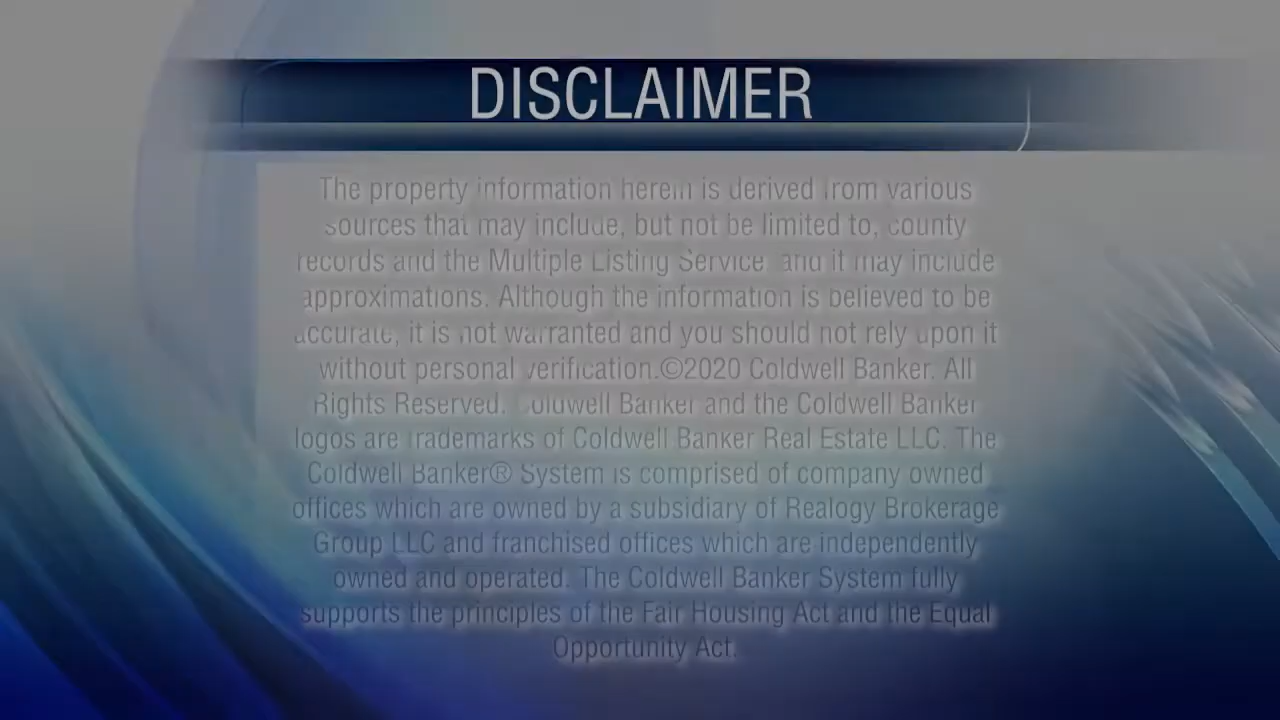 DISCLAIMER
The property information herein is derived from various
sources that may include, but not be limited to, county
records and the Multiple Listing Service, and it may include
approximations. Although the information is believed to be
accurate, it is not warranted and you should not rely upon it
without personal verification.©2020 Coldwell Banker. All
Rights Reserved. Coldwell Banker and the Coldwell Banker
logos are trademarks of Coldwell Banker Real Estate LLC. The
Coldwell Banker® System is comprised of company owned
offices which are owned by a subsidiary of Realogy Brokerage
Group LLC and franchised offices which are independently
owned and operated. The Coldwell Banker System fully
supports the principles of the Fair Housing Act and the Equal
Opportunity Act.